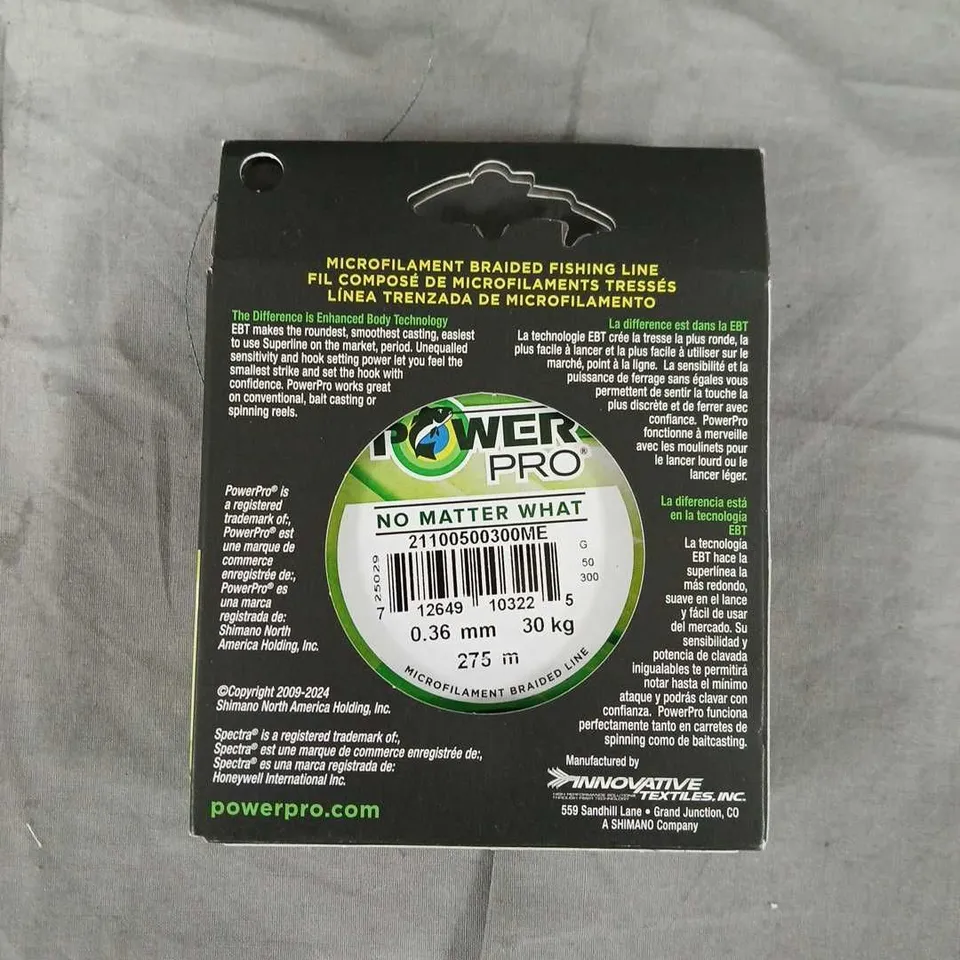 MICROFILAMENT BRAIDED FISHING LINE
FIL COMPOSÉ DE MICROFILAMENTS TRESSÉS
LÍNEA TRENZADA DE MICROFILAMENTO
The Difference is Enhanced Body Technology
EBT makes the roundest, smoothest casting, easiest
to use Superline on the market, period. Unequalled
sensitivity and hook setting power let you feel the
smallest strike and set the hook with
confidence. PowerPro works great
on conventional, bait casting or
spinning reels.
La difference est dans la EBT
La technologie EBT crée la tresse la plus ronde, la
plus facile à lancer et la plus facile à utiliser sur le
marché, point à la ligne. La sensibilité et la
puissance de ferrage sans égales vous
permettent de sentir la touche la
plus discrète et de ferrer avec
confiance. PowerPro
fonctionne à merveille
avec les moulinets pour
le lancer lourd ou le
lancer léger.
POWER
PRO®
NO MATTER WHAT
21100500300ME
G
50
300
725029
7 12649 10322 5
0.36 mm 30 kg
275 m
MICROFILAMENT BRAIDED LINE
PowerPro® is
a registered
trademark of:,
PowerPro® est
une marque de
commerce
enregistrée de:,
PowerPro® es
una marca
registrada de:
Shimano North
America Holding, Inc.
La diferencia está
en la tecnologia
EBT
La tecnología
EBT hace la
superlínea la
más redondo,
suave en el lance
y fácil de usar
del mercado. Su
sensibilidad y
potencia de clavada
inigualables te permitirá
notar hasta el mínimo
ataque y podrás clavar con
confianza. PowerPro funciona
perfectamente tanto en carretes de
spinning como de baitcasting.
©Copyright 2009-2024
Shimano North America Holding, Inc.
Spectra® is a registered trademark of:,
Spectra® est une marque de commerce enregistrée de:,
Spectra® es una marca registrada de:
Honeywell International Inc.
powerpro.com
Manufactured by
INNOVATIVE
TEXTILES, INC.
HIGH PERFORMANCE SOLUTIONS
THROUGH FIBER TECHNOLOGY
559 Sandhill Lane • Grand Junction, CO
A SHIMANO Company